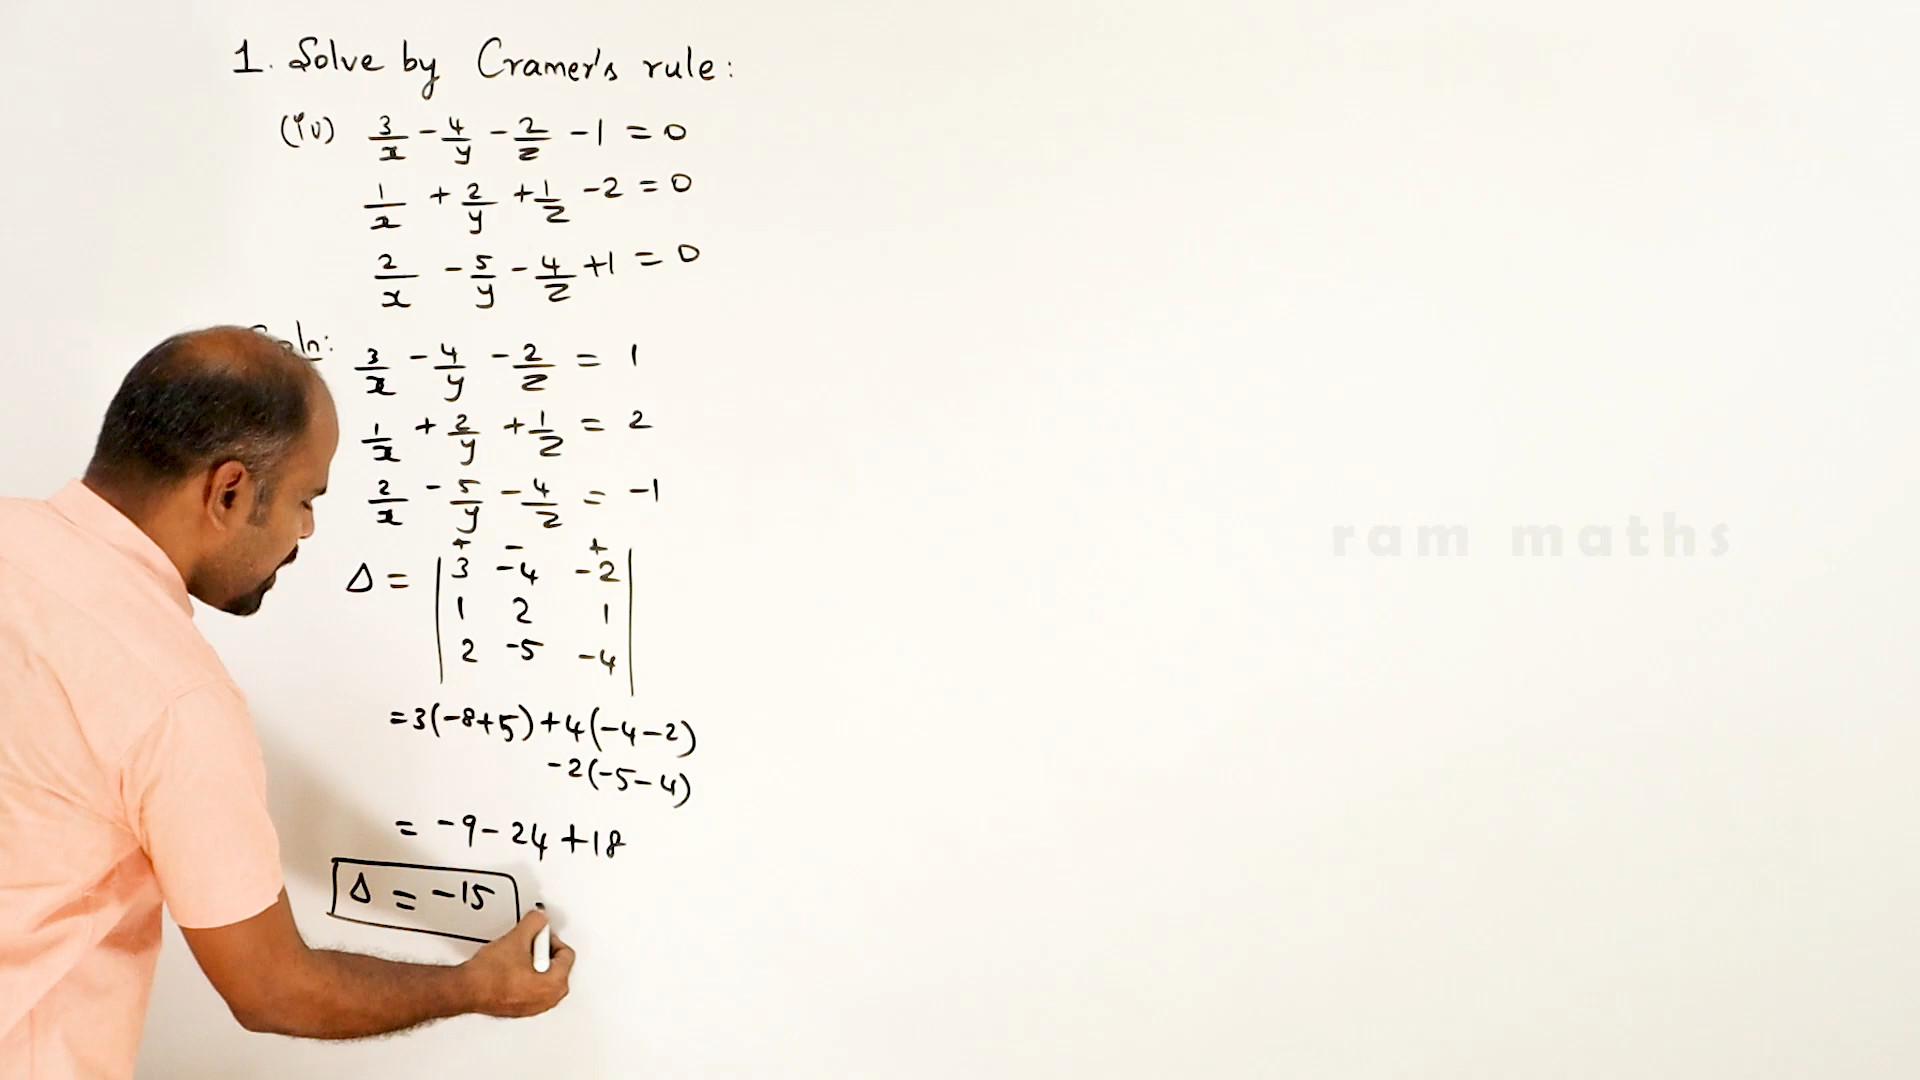 1. Solve by Cramer's rule:
(iv) 3/x - 4/y - 2/z - 1 = 0
1/x + 2/y + 1/z - 2 = 0
2/x - 5/y - 4/z + 1 = 0
3/x - 4/y - 2/z = 1
1/x + 2/y + 1/z = 2
2/x - 5/y - 4/z = -1
+ - +
Δ = | 3 -4 -2 |
| 1 2 1 |
| 2 -5 -4 |
= 3(-8+5) + 4(-4-2)
-2(-5-4)
= -9 - 24 + 18
Δ = -15
ram maths